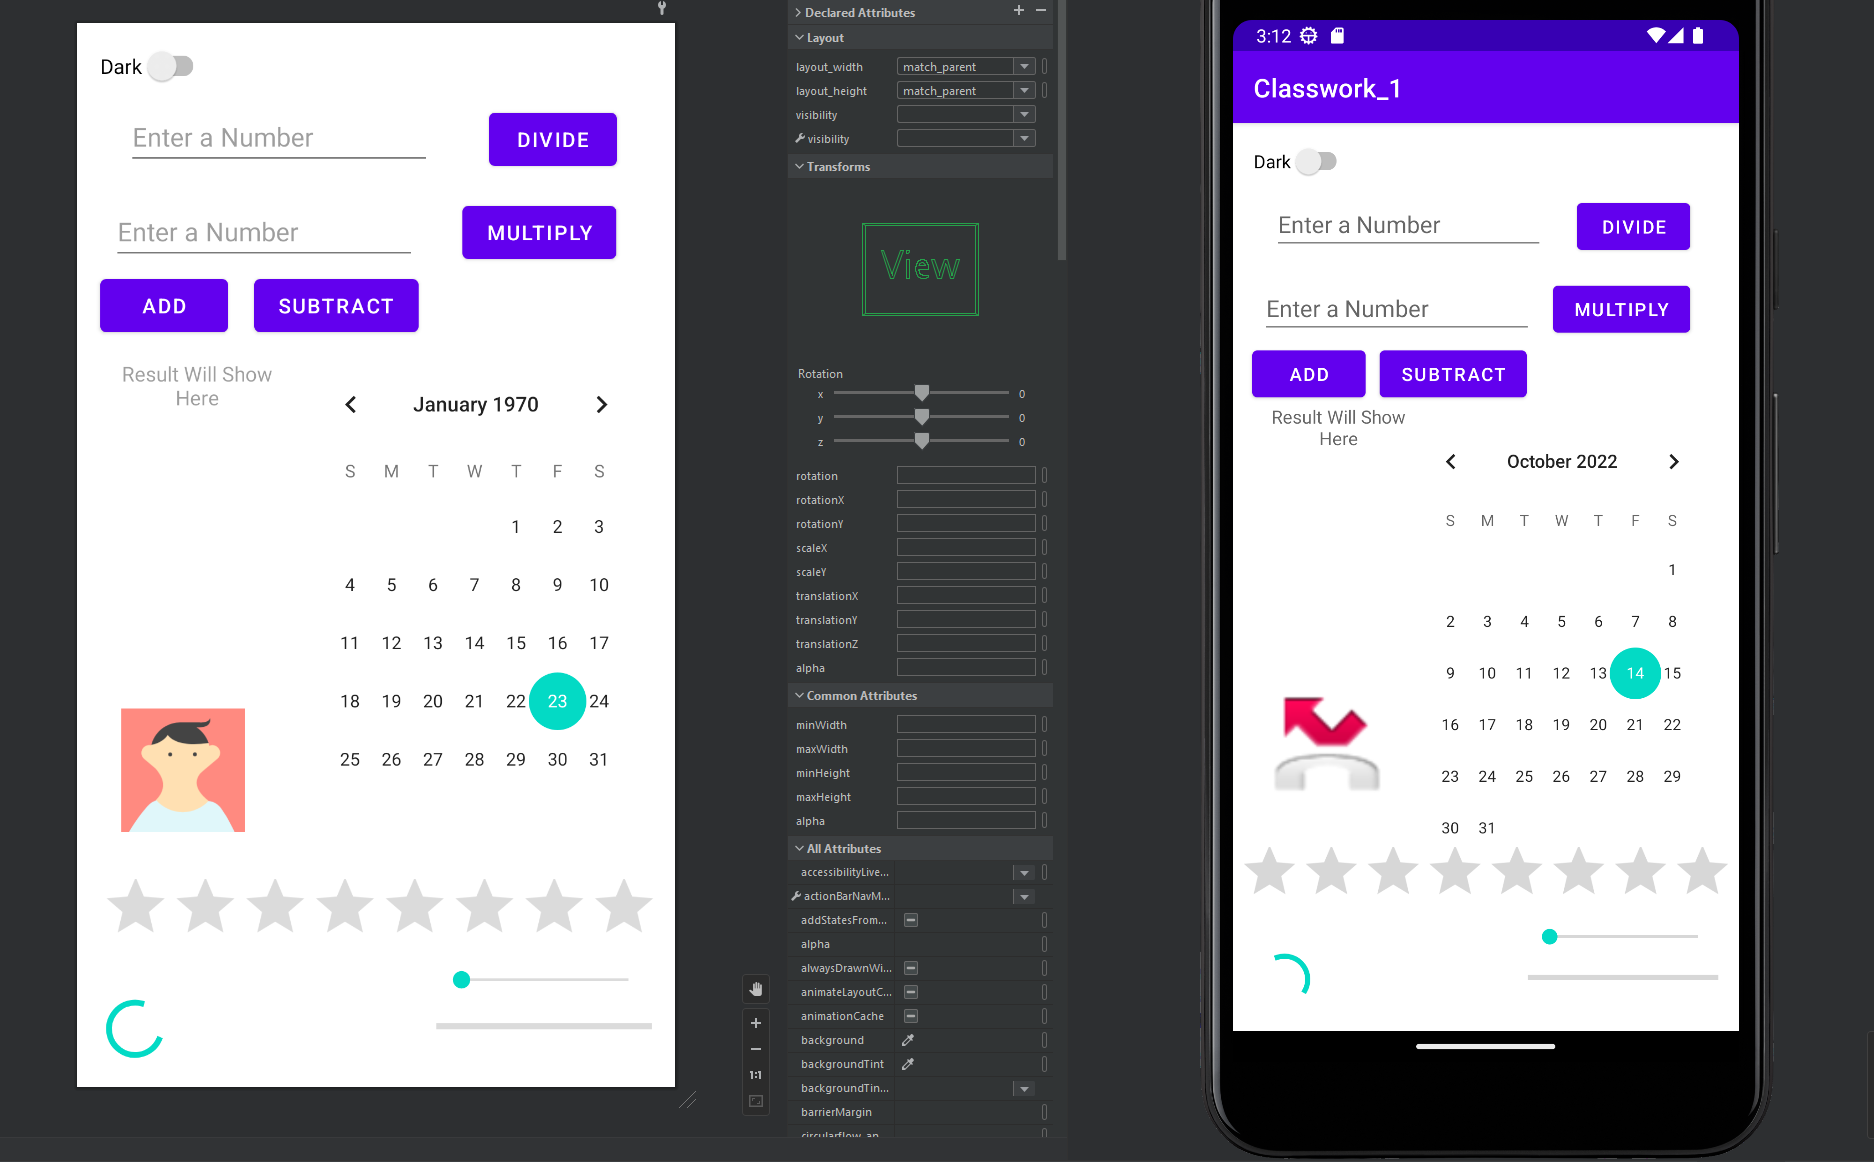 Dark
Enter a Number
DIVIDE
Enter a Number
MULTIPLY
ADD SUBTRACT
Result Will Show
Here
January 1970
S M T W T F S
1 2 3
4 5 6 7 8 9 10
11 12 13 14 15 16 17
18 19 20 21 22 23 24
25 26 27 28 29 30 31
1:1
Declared Attributes
Layout
layout_width match_parent
layout_height match_parent
visibility
visibility
Transforms
View
Rotation
x 0
y 0
z 0
rotation
rotationX
rotationY
scaleX
scaleY
translationX
translationY
translationZ
alpha
Common Attributes
minWidth
maxWidth
minHeight
maxHeight
alpha
All Attributes
accessibilityLive...
actionBarNavM...
addStatesFrom...
alpha
alwaysDrawnWi...
animateLayoutC...
animationCache
background
backgroundTint
backgroundTin...
barrierMargin
circularflow_an
3:12
Classwork_1
Dark
Enter a Number
DIVIDE
Enter a Number
MULTIPLY
ADD SUBTRACT
Result Will Show
Here
October 2022
S M T W T F S
1
2 3 4 5 6 7 8
9 10 11 12 13 14 15
16 17 18 19 20 21 22
23 24 25 26 27 28 29
30 31